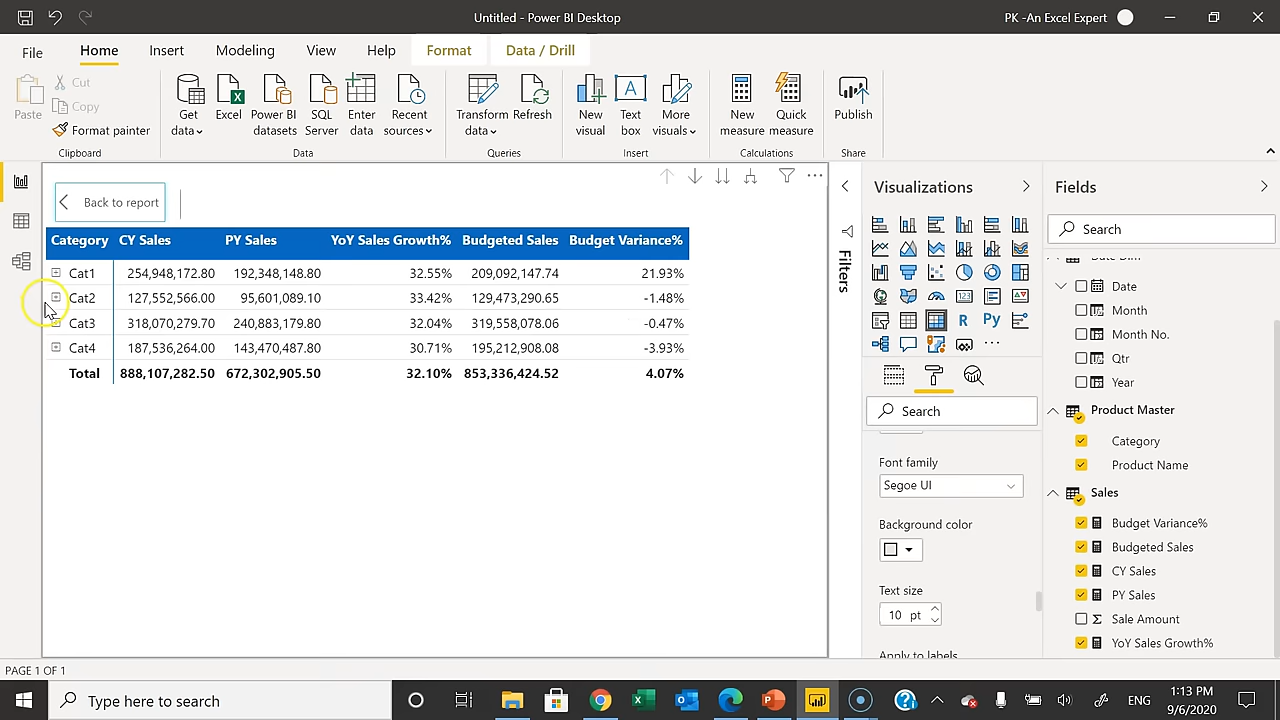 Untitled - Power BI Desktop
PK -An Excel Expert
File Home Insert Modeling View Help Format Data / Drill
Paste
Cut
Copy
Format painter
Clipboard
Get data
Excel
Power BI datasets
SQL Server
Enter data
Recent sources
Data
Transform data
Refresh
Queries
New visual
Text box
More visuals
Insert
New measure
Quick measure
Calculations
Publish
Share
Back to report
Category CY Sales PY Sales YoY Sales Growth% Budgeted Sales Budget Variance%
Cat1 254,948,172.80 192,348,148.80 32.55% 209,092,147.74 21.93%
Cat2 127,552,566.00 95,601,089.10 33.42% 129,473,290.65 -1.48%
Cat3 318,070,279.70 240,883,179.80 32.04% 319,558,078.06 -0.47%
Cat4 187,536,264.00 143,470,487.80 30.71% 195,212,908.08 -3.93%
Total 888,107,282.50 672,302,905.50 32.10% 853,336,424.52 4.07%
Filters
Visualizations
R Py
Search
Font family
Segoe UI
Background color
Text size
10 pt
Apply to labels
Fields
Search
Date Dim
Date
Month
Month No.
Qtr
Year
Product Master
Category
Product Name
Sales
Budget Variance%
Budgeted Sales
CY Sales
PY Sales
Sale Amount
YoY Sales Growth%
PAGE 1 OF 1
Type here to search
ENG
1:13 PM
9/6/2020